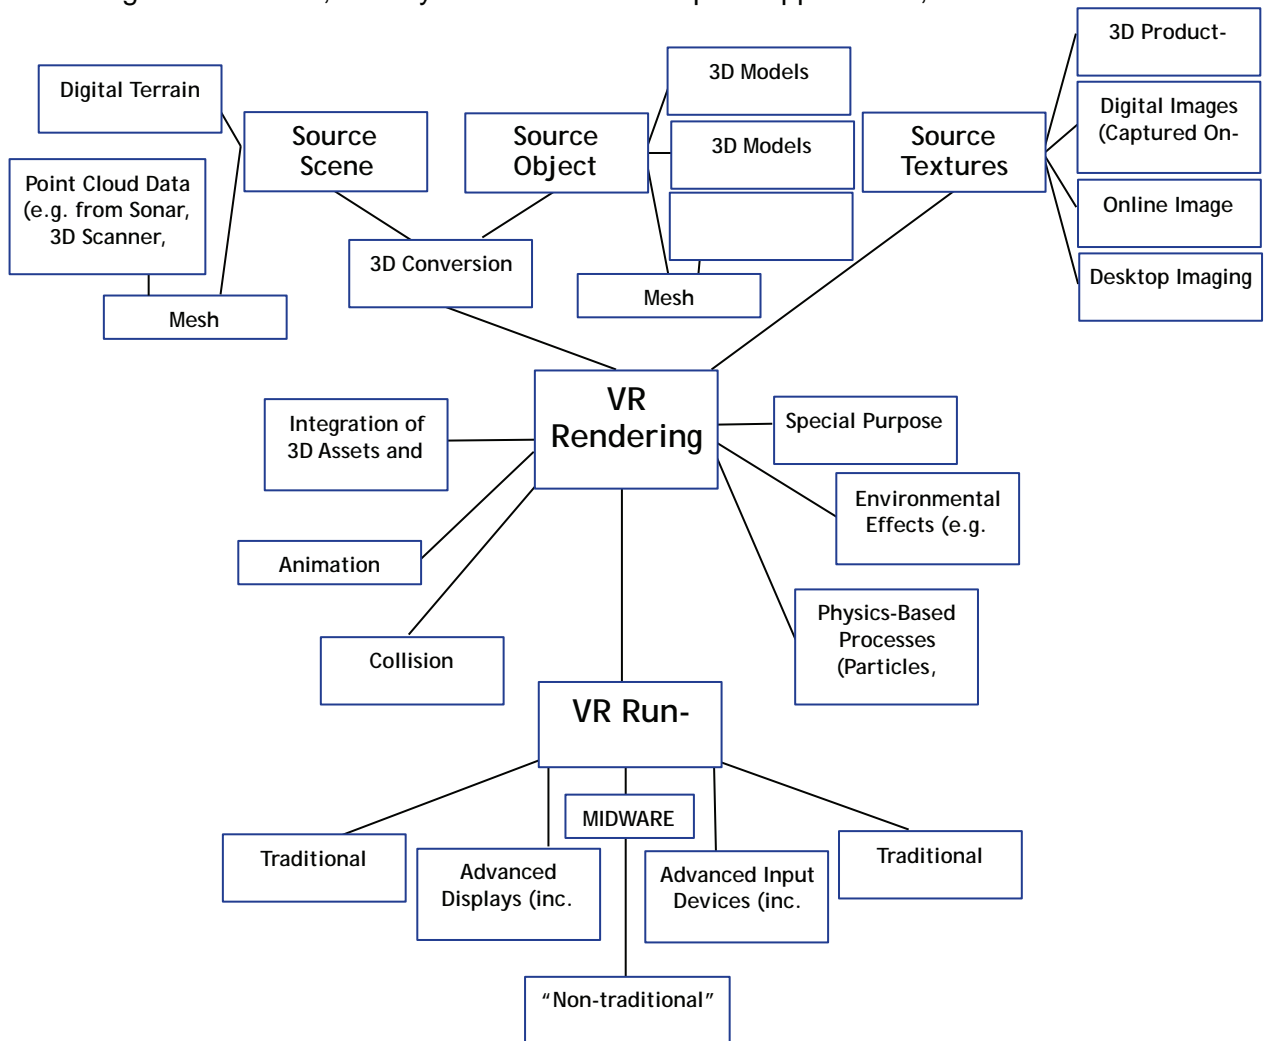 3D Product-
3D Models
Digital Terrain
Digital Images
(Captured On-
Source
Scene
Source
Object
3D Models
Source
Textures
Point Cloud Data
(e.g. from Sonar,
3D Scanner,
Online Image
3D Conversion
Desktop Imaging
Mesh
Mesh
VR
Rendering
Integration of
3D Assets and
Special Purpose
Environmental
Effects (e.g.
Animation
Physics-Based
Processes
(Particles,
Collision
VR Run-
MIDWARE
Traditional
Advanced
Displays (inc.
Advanced Input
Devices (inc.
Traditional
“Non-traditional”